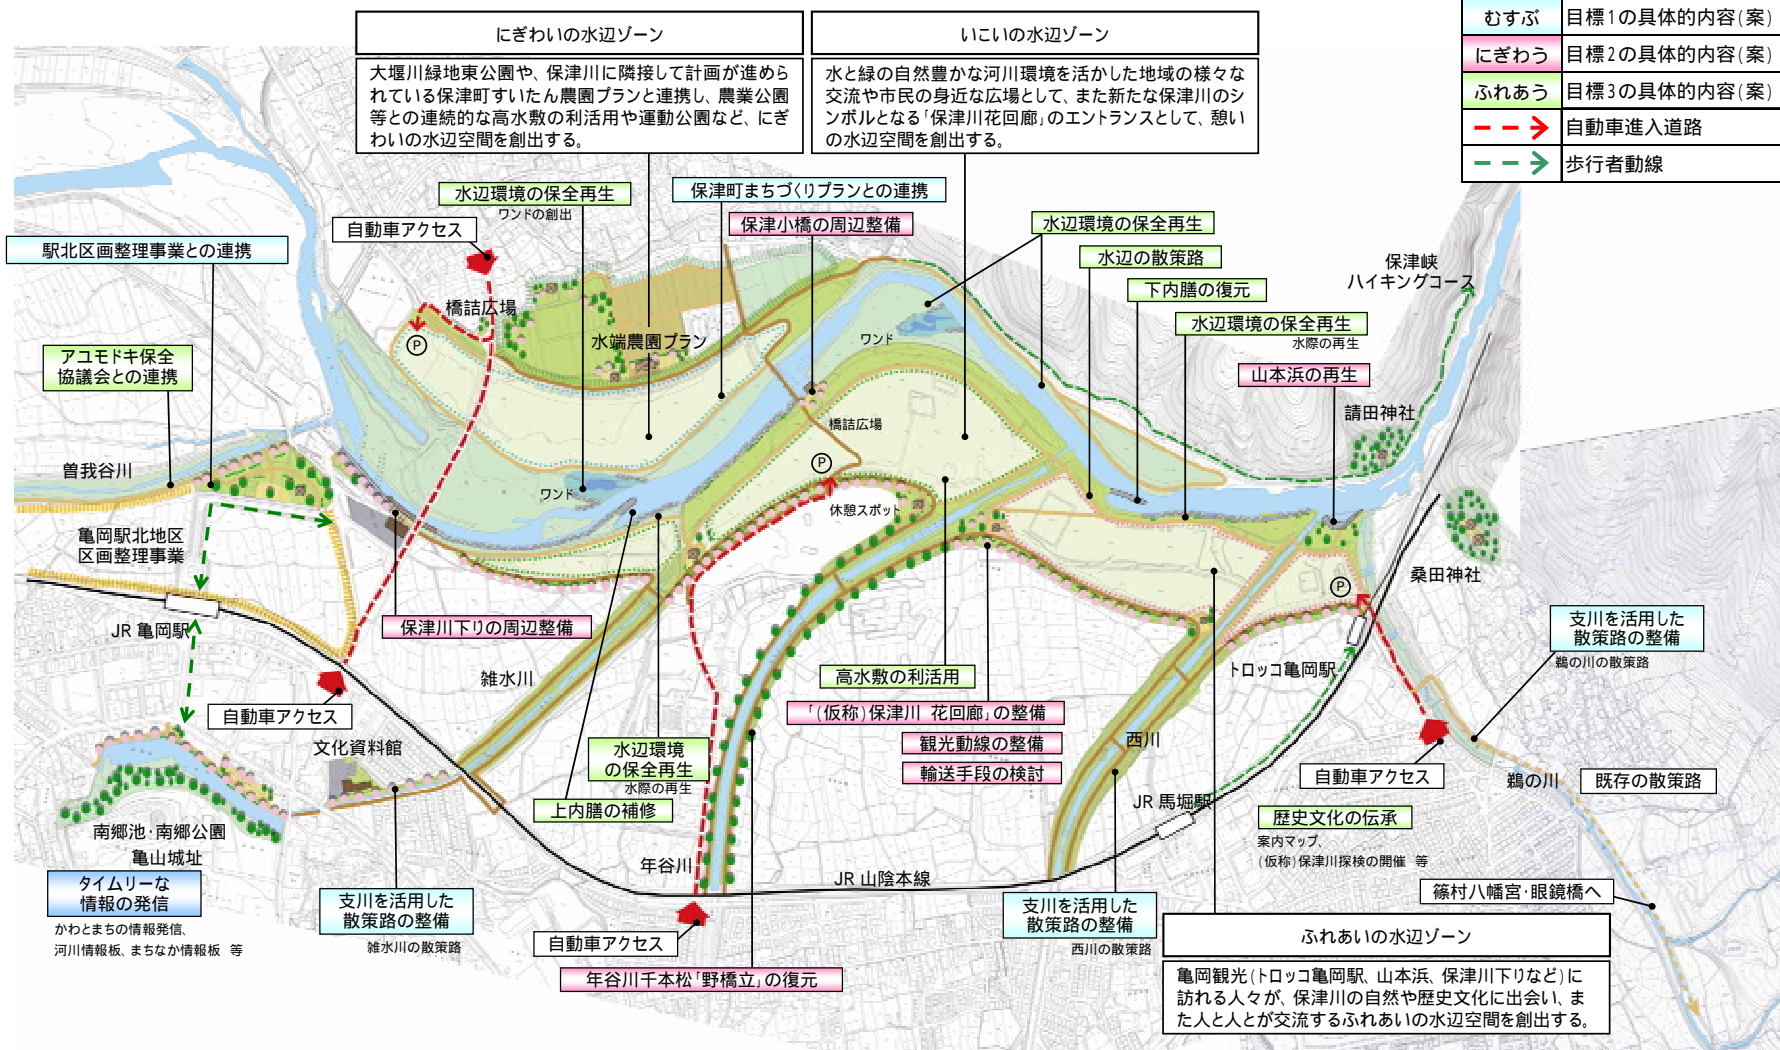 にぎわいの水辺ゾーン
大堰川緑地東公園や、保津川に隣接して計画が進めら
れている保津町すいたん農園プランと連携し、農業公園
等との連続的な高水敷の利活用や運動公園など、にぎ
わいの水辺空間を創出する。
いこいの水辺ゾーン
水と緑の自然豊かな河川環境を活かした地域の様々な
交流や市民の身近な広場として、また新たな保津川のシ
ンボルとなる「保津川花回廊」のエントランスとして、憩い
の水辺空間を創出する。
むすぶ 目標1の具体的内容(案)
にぎわう 目標2の具体的内容(案)
ふれあう 目標3の具体的内容(案)
自動車進入道路
歩行者動線
水辺環境の保全再生
ワンドの創出
保津町まちづくりプランとの連携
保津小橋の周辺整備
自動車アクセス
駅北区画整理事業との連携
水辺環境の保全再生
水辺の散策路
下内膳の復元
水辺環境の保全再生
水際の再生
山本浜の再生
保津峡
ハイキングコース
請田神社
橋詰広場
P
水端農園プラン
ワンド
アユモドキ保全
協議会との連携
橋詰広場
P
曽我谷川
ワンド
休憩スポット
亀岡駅北地区
区画整理事業
桑田神社
P
JR 亀岡駅
保津川下りの周辺整備
支川を活用した
散策路の整備
鵜の川の散策路
トロッコ亀岡駅
雑水川
高水敷の利活用
「(仮称)保津川 花回廊」の整備
観光動線の整備
輸送手段の検討
自動車アクセス
文化資料館
水辺環境
の保全再生
水際の再生
上内膳の補修
西川
自動車アクセス
鵜の川
既存の散策路
JR 馬堀駅
歴史文化の伝承
案内マップ、
(仮称)保津川探検の開催 等
南郷池・南郷公園
亀山城址
年谷川
JR 山陰本線
タイムリーな
情報の発信
かわとまちの情報発信、
河川情報板、まちなか情報板 等
支川を活用した
散策路の整備
雑水川の散策路
自動車アクセス
年谷川千本松「野橋立」の復元
支川を活用した
散策路の整備
西川の散策路
篠村八幡宮・眼鏡橋へ
ふれあいの水辺ゾーン
亀岡観光(トロッコ亀岡駅、山本浜、保津川下りなど)に
訪れる人々が、保津川の自然や歴史文化に出会い、ま
た人と人とが交流するふれあいの水辺空間を創出する。